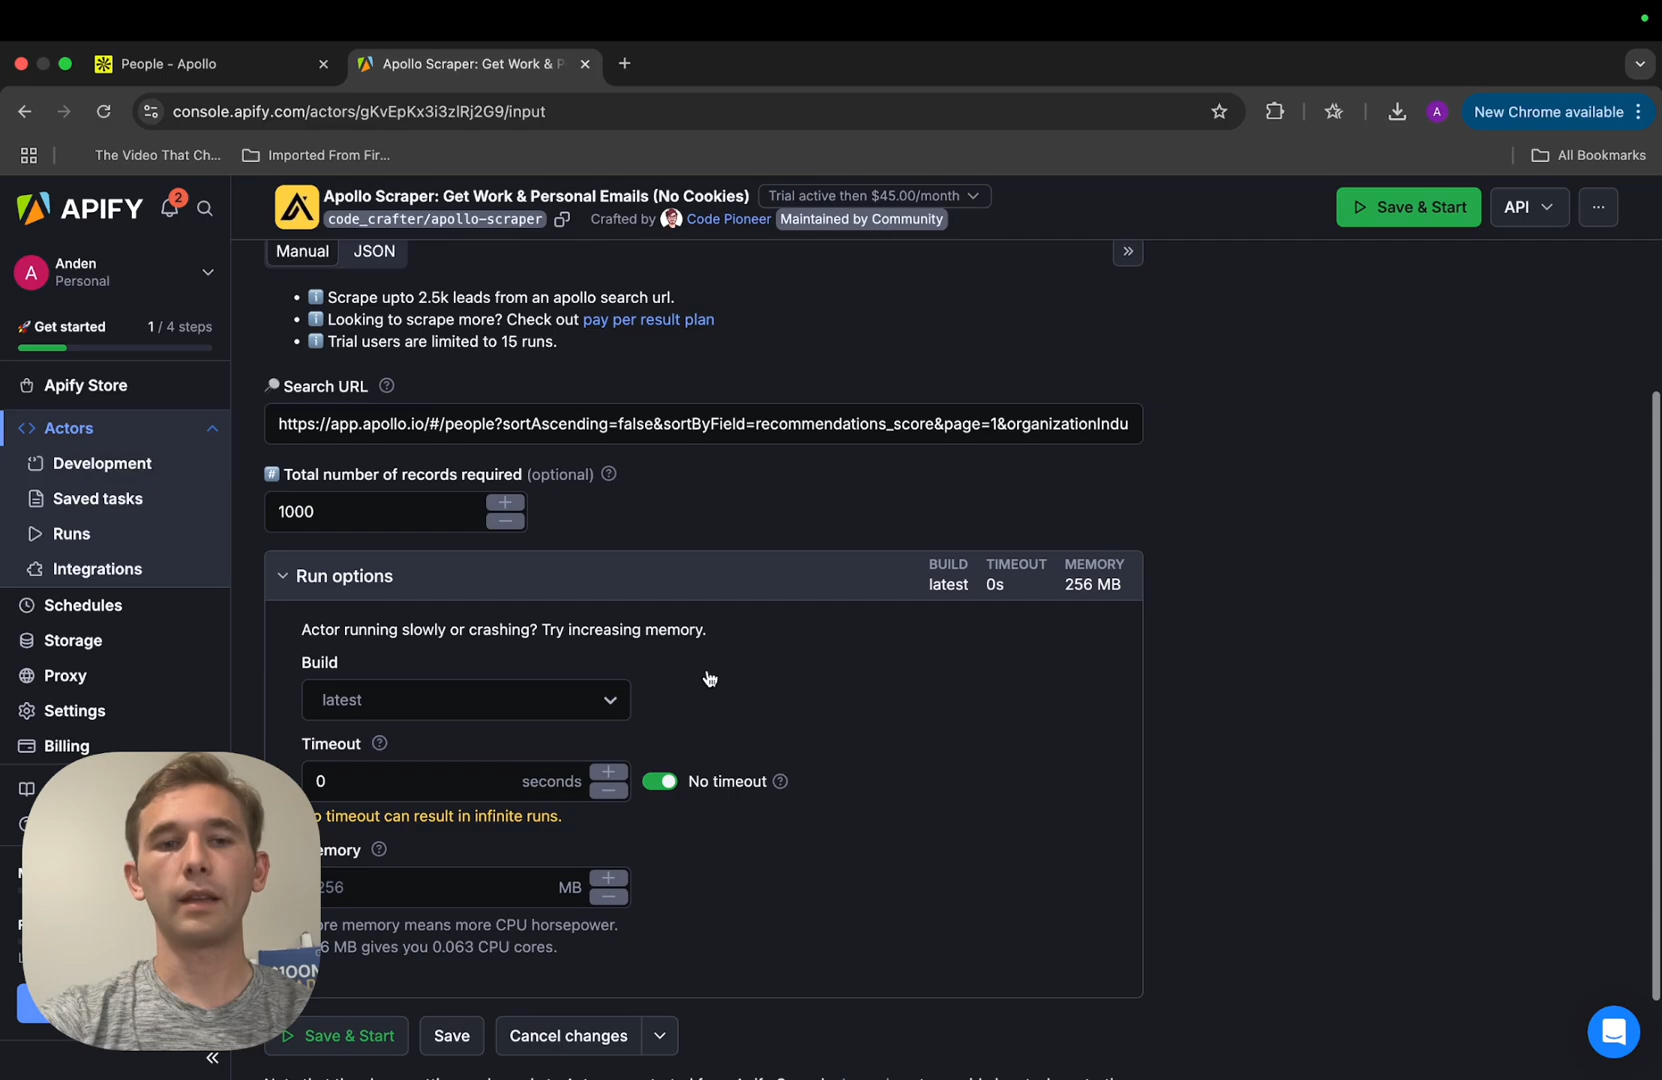 People - Apollo
Apollo Scraper: Get Work & P
console.apify.com/actors/gKvEpKx3i3zlRj2G9/input
A
New Chrome available
The Video That Ch...
Imported From Fir...
All Bookmarks
APIFY
2
Apollo Scraper: Get Work & Personal Emails (No Cookies)
Trial active then $45.00/month
code_crafter/apollo-scraper
Crafted by
Code Pioneer
Maintained by Community
Save & Start
API
...
A
Anden
Personal
Get started
1 / 4 steps
Apify Store
Actors
Development
Saved tasks
Runs
Integrations
Schedules
Storage
Proxy
Settings
Billing
Manual
JSON
Scrape upto 2.5k leads from an apollo search url.
Looking to scrape more? Check out pay per result plan
Trial users are limited to 15 runs.
Search URL
https://app.apollo.io/#/people?sortAscending=false&sortByField=recommendations_score&page=1&organizationIndu
# Total number of records required (optional)
1000
Run options
BUILD
latest
TIMEOUT
0s
MEMORY
256 MB
Actor running slowly or crashing? Try increasing memory.
Build
latest
Timeout
0
seconds
No timeout
timeout can result in infinite runs.
MB
memory means more CPU horsepower.
MB gives you 0.063 CPU cores.
$100M
Save & Start
Save
Cancel changes